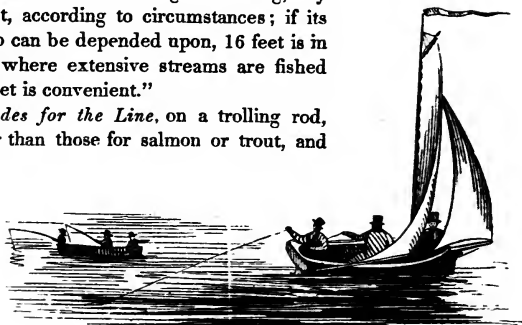 t, according to circumstances; if its
can be depended upon, 16 feet is in
where extensive streams are fished
et is convenient.”
des for the Line, on a trolling rod,
than those for salmon or trout, and